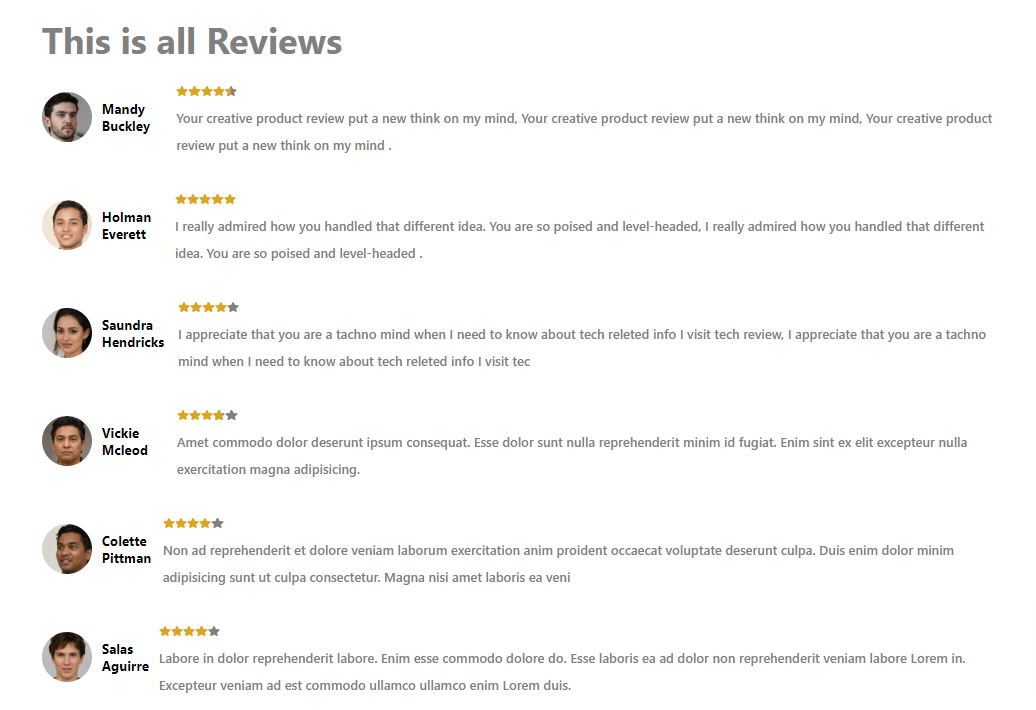 This is all Reviews
Mandy
Buckley
Your creative product review put a new think on my mind, Your creative product review put a new think on my mind, Your creative product
review put a new think on my mind .
Holman
Everett
I really admired how you handled that different idea. You are so poised and level-headed, I really admired how you handled that different
idea. You are so poised and level-headed .
Saundra
Hendricks
I appreciate that you are a tachno mind when I need to know about tech releted info I visit tech review, I appreciate that you are a tachno
mind when I need to know about tech releted info I visit tec
Vickie
Mcleod
Amet commodo dolor deserunt ipsum consequat. Esse dolor sunt nulla reprehenderit minim id fugiat. Enim sint ex elit excepteur nulla
exercitation magna adipisicing.
Colette
Pittman
Non ad reprehenderit et dolore veniam laborum exercitation anim proident occaecat voluptate deserunt culpa. Duis enim dolor minim
adipisicing sunt ut culpa consectetur. Magna nisi amet laboris ea veni
Salas
Aguirre
Labore in dolor reprehenderit labore. Enim esse commodo dolore do. Esse laboris ea ad dolor non reprehenderit veniam labore Lorem in.
Excepteur veniam ad est commodo ullamco ullamco enim Lorem duis.